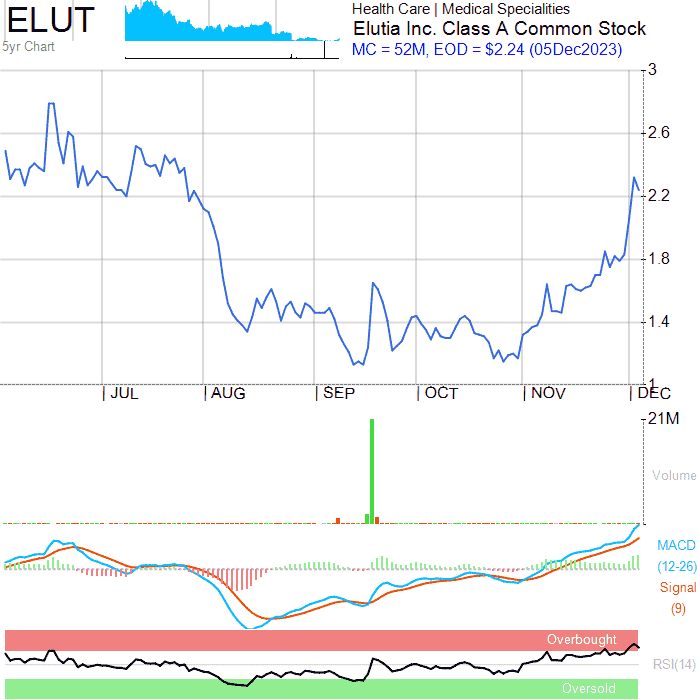 ELUT
5yr Chart
Health Care | Medical Specialities
Elutia Inc. Class A Common Stock
MC = 52M, EOD = $2.24 (05Dec2023)
3
2.6
2.2
1.8
1.4
1
| JUL | AUG | SEP | OCT | NOV | DEC
21M
Volume
MACD
(12-26)
Signal
(9)
Overbought
RSI(14)
Oversold